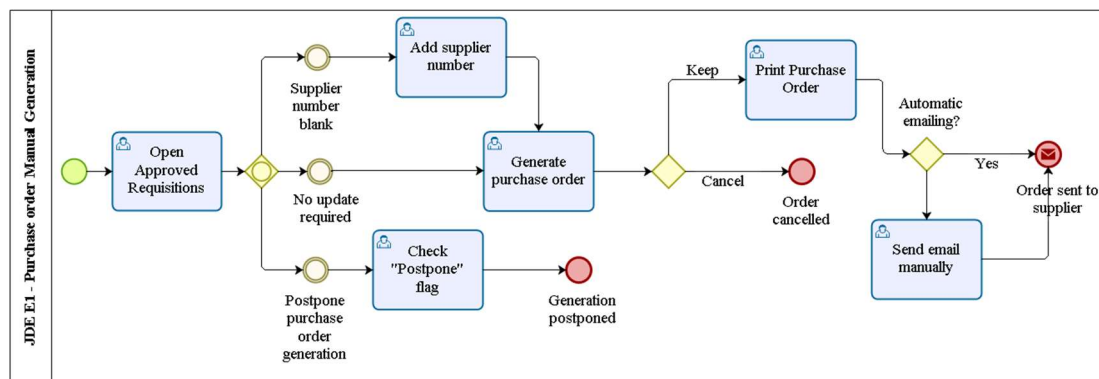 JDE E1 - Purchase order Manual Generation
Open
Approved
Requisitions
Supplier
number
blank
Add supplier
number
No update
required
Generate
purchase order
Postpone
purchase
order
generation
Check
"Postpone"
flag
Generation
postponed
Keep
Cancel
Order
cancelled
Print Purchase
Order
Automatic
emailing?
Yes
Order sent to
supplier
Send email
manually